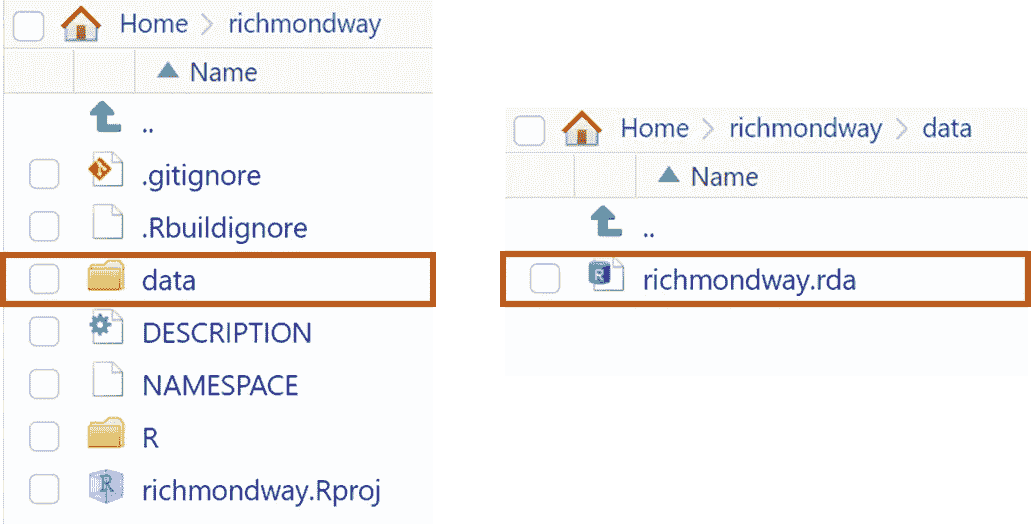 Home > richmondway
Name
..
.gitignore
.Rbuildignore
data
DESCRIPTION
NAMESPACE
R
richmondway.Rproj
Home > richmondway > data
Name
..
richmondway.rda